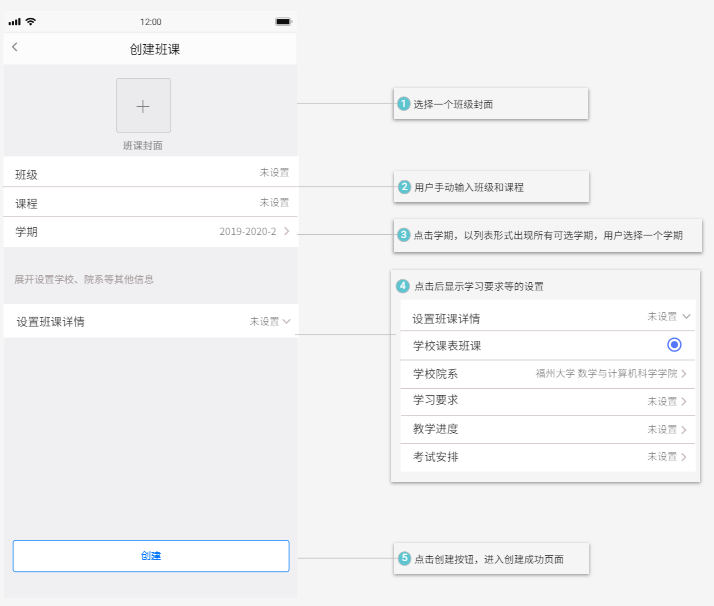 12:00
创建班课
班课封面
班级 未设置
课程 未设置
学期 2019-2020-2
展开设置学校、院系等其他信息
设置班课详情 未设置
创建
1 选择一个班级封面
2 用户手动输入班级和课程
3 点击学期，以列表形式出现所有可选学期，用户选择一个学期
4 点击后显示学习要求等的设置
设置班课详情 未设置
学校课表班课
学校院系 福州大学 数学与计算机科学学院
学习要求 未设置
教学进度 未设置
考试安排 未设置
5 点击创建按钮，进入创建成功页面